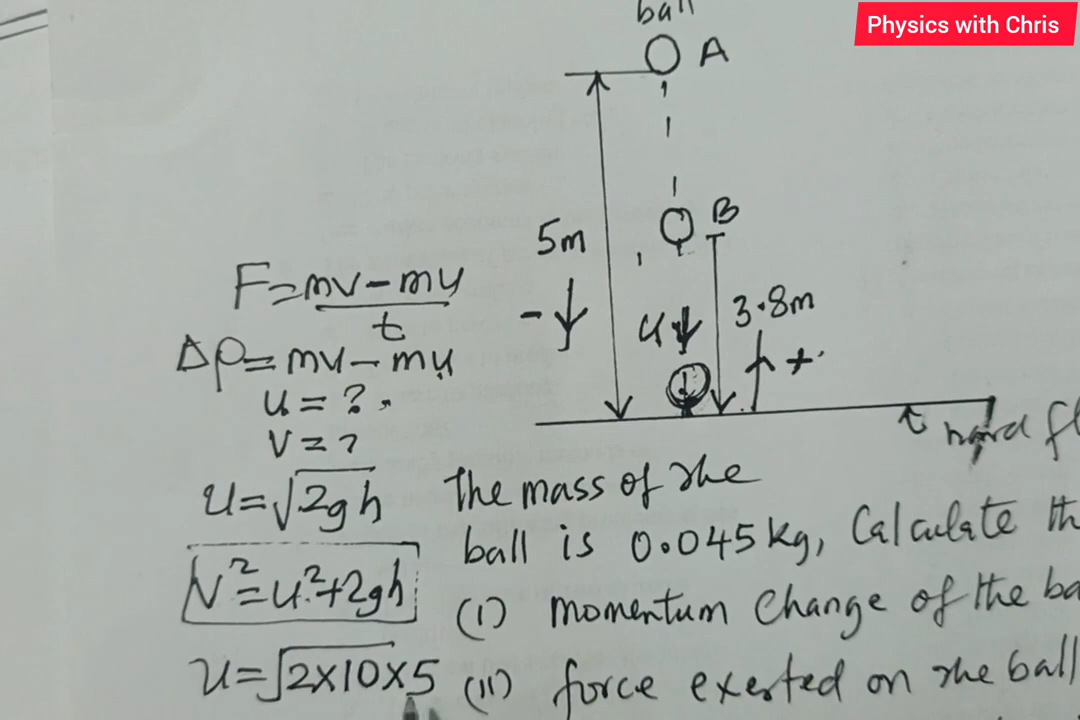 Physics with Chris
ball
A
B
5m
3.8m
-
u
+
F=mv-mu
t
Δp=mv-mu
u=?
v=?
hard
u=√2gh
The mass of the
ball is 0.045kg, Calculate
v²=u²+2gh
(i) momentum change of the
u=√2×10×5
(ii) force exerted on the ball